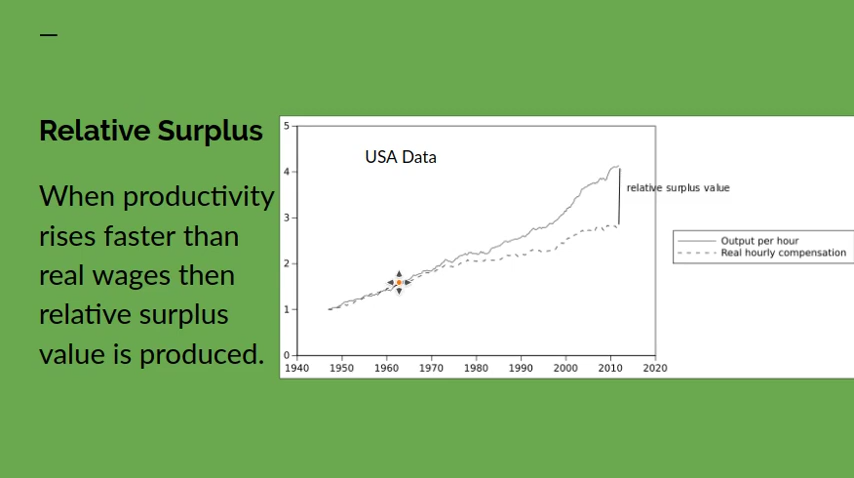 Relative Surplus
When productivity
rises faster than
real wages then
relative surplus
value is produced.
USA Data
5
4
3
2
1
0
1940 1950 1960 1970 1980 1990 2000 2010 2020
relative surplus value
Output per hour
Real hourly compensation